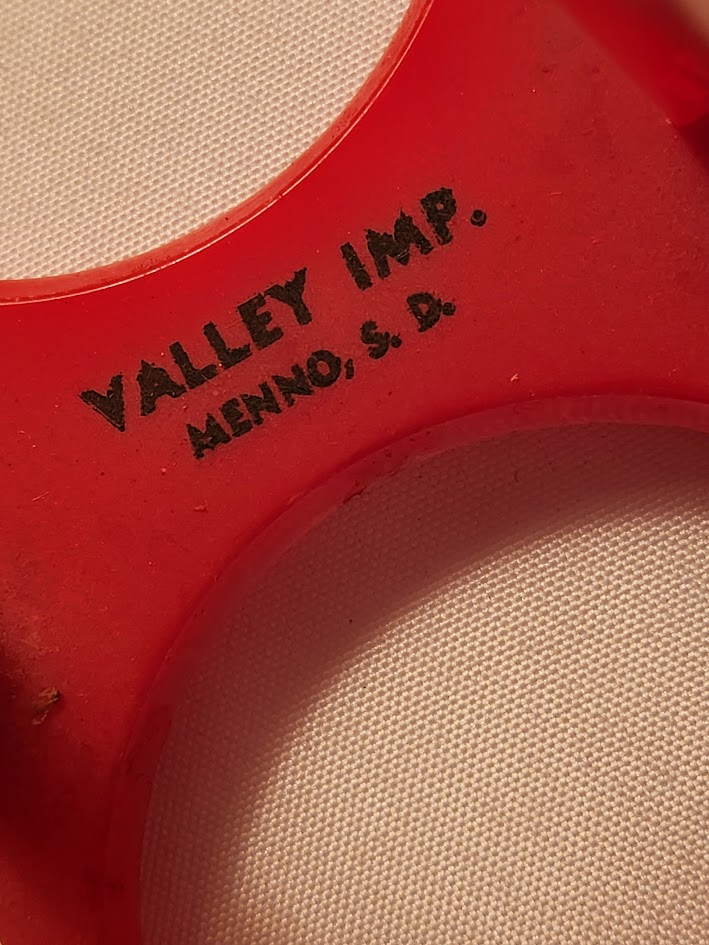 VALLEY IMP.
MENNO, S. D.